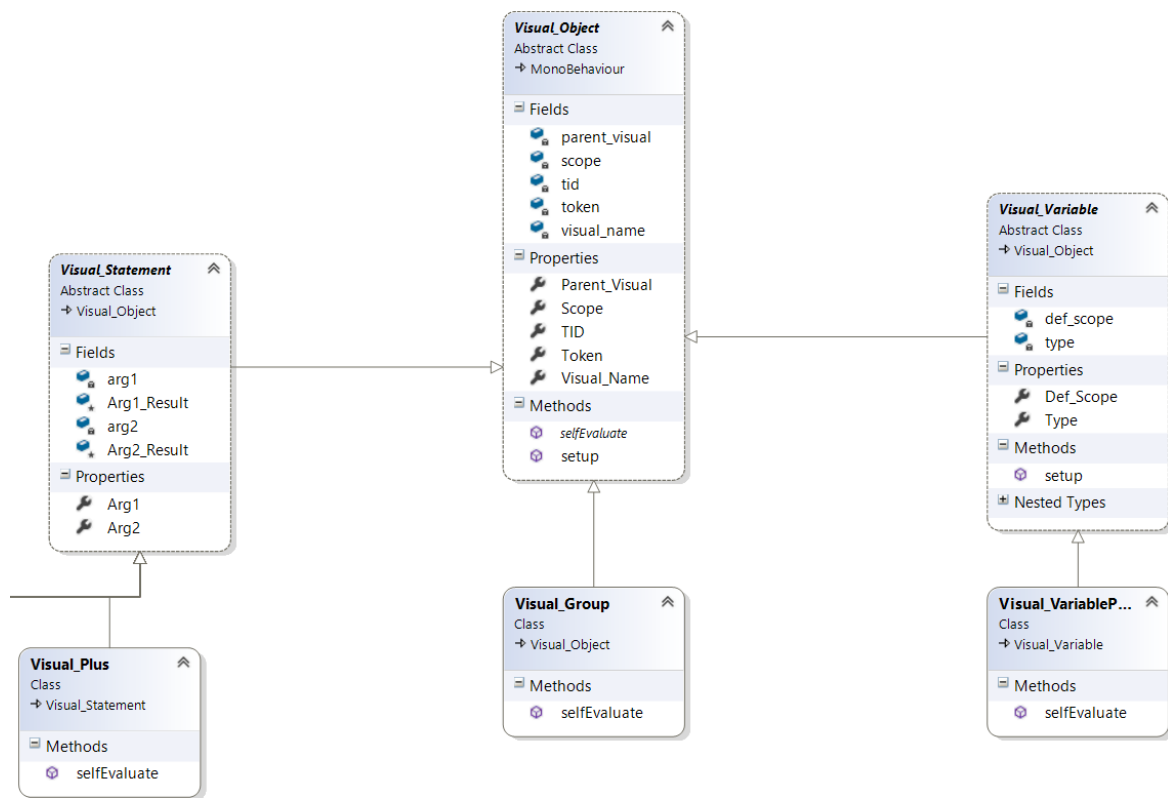 Visual_Object
Abstract Class
MonoBehaviour
Fields
parent_visual
scope
tid
token
visual_name
Properties
Parent_Visual
Scope
TID
Token
Visual_Name
Methods
selfEvaluate
setup
Visual_Statement
Abstract Class
Visual_Object
Fields
arg1
Arg1_Result
arg2
Arg2_Result
Properties
Arg1
Arg2
Visual_Variable
Abstract Class
Visual_Object
Fields
def_scope
type
Properties
Def_Scope
Type
Methods
setup
Nested Types
Visual_Plus
Class
Visual_Statement
Methods
selfEvaluate
Visual_Group
Class
Visual_Object
Methods
selfEvaluate
Visual_VariableP...
Class
Visual_Variable
Methods
selfEvaluate